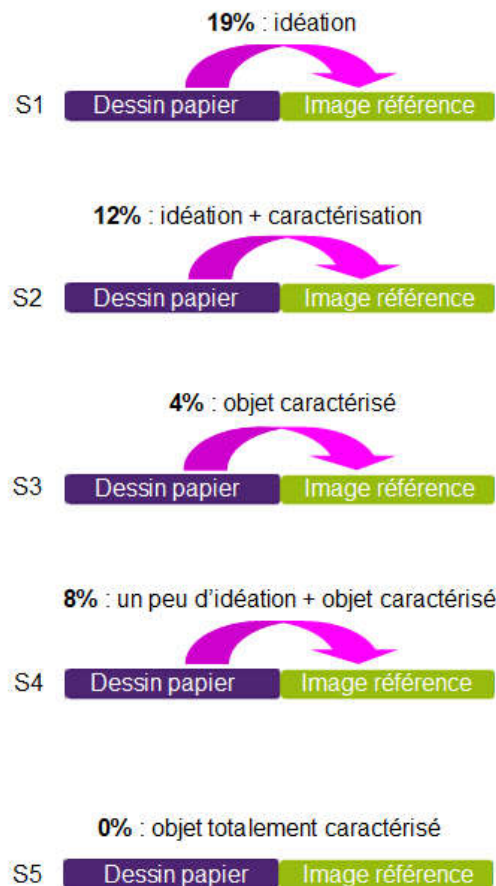 19% : idéation
S1 Dessin papier Image référence
12% : idéation + caractérisation
S2 Dessin papier Image référence
4% : objet caractérisé
S3 Dessin papier Image référence
8% : un peu d'idéation + objet caractérisé
S4 Dessin papier Image référence
0% : objet totalement caractérisé
S5 Dessin papier Image référence